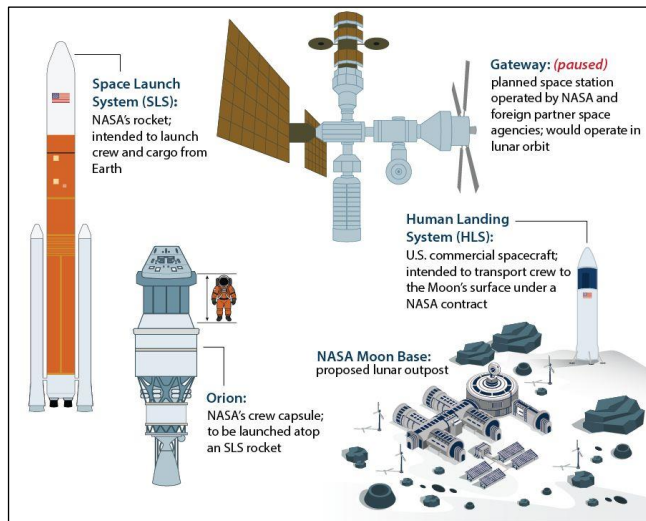 Space Launch
System (SLS):
NASA's rocket;
intended to launch
crew and cargo from
Earth
Gateway: (paused)
planned space station
operated by NASA and
foreign partner space
agencies; would operate in
lunar orbit
Human Landing
System (HLS):
U.S. commercial spacecraft;
intended to transport crew to
the Moon's surface under a
NASA contract
Orion:
NASA's crew capsule;
to be launched atop
an SLS rocket
NASA Moon Base:
proposed lunar outpost